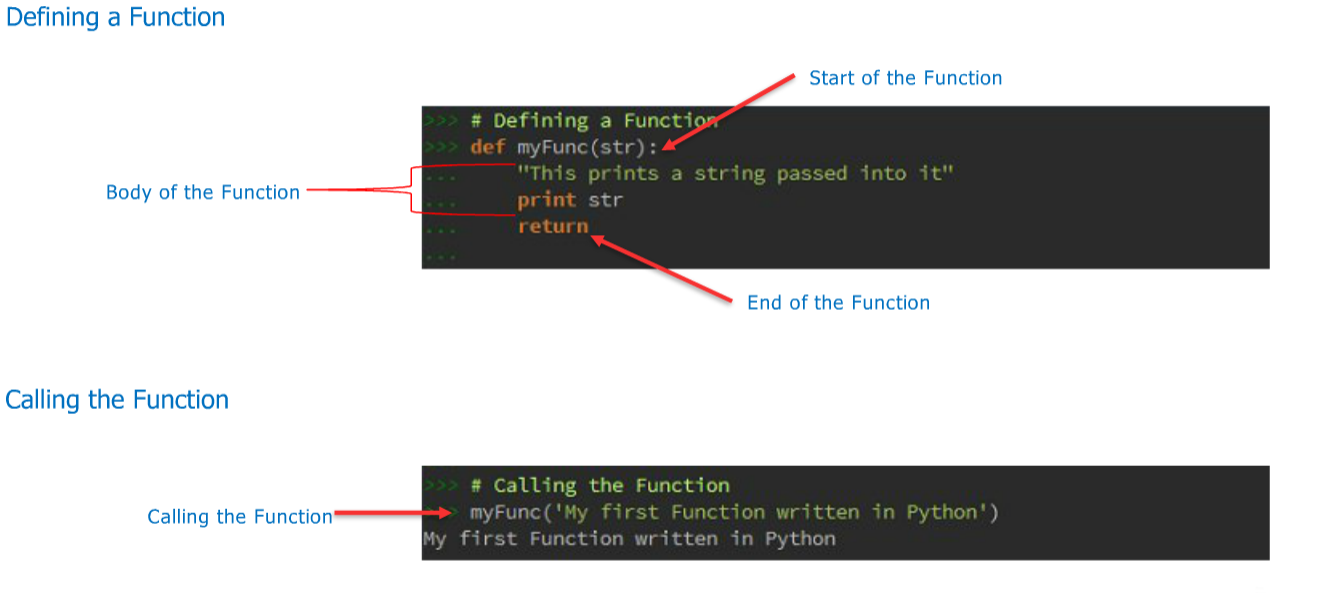 Defining a Function
Start of the Function
>>> # Defining a Function
>>> def myFunc(str):
... "This prints a string passed into it"
Body of the Function
... print str
... return
...
End of the Function
Calling the Function
>>> # Calling the Function
Calling the Function
> myFunc('My first Function written in Python')
My first Function written in Python